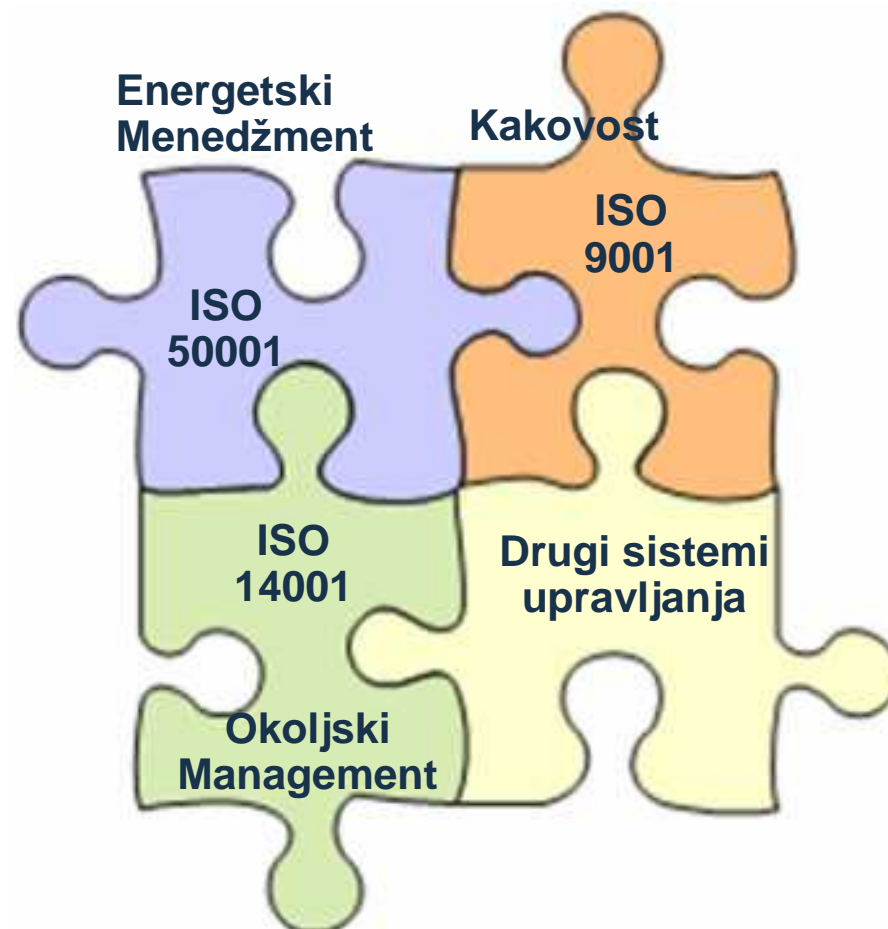 Energetski
Menedžment
Kakovost
ISO
50001
ISO
9001
ISO
14001
Okoljski
Management
Drugi sistemi
upravljanja